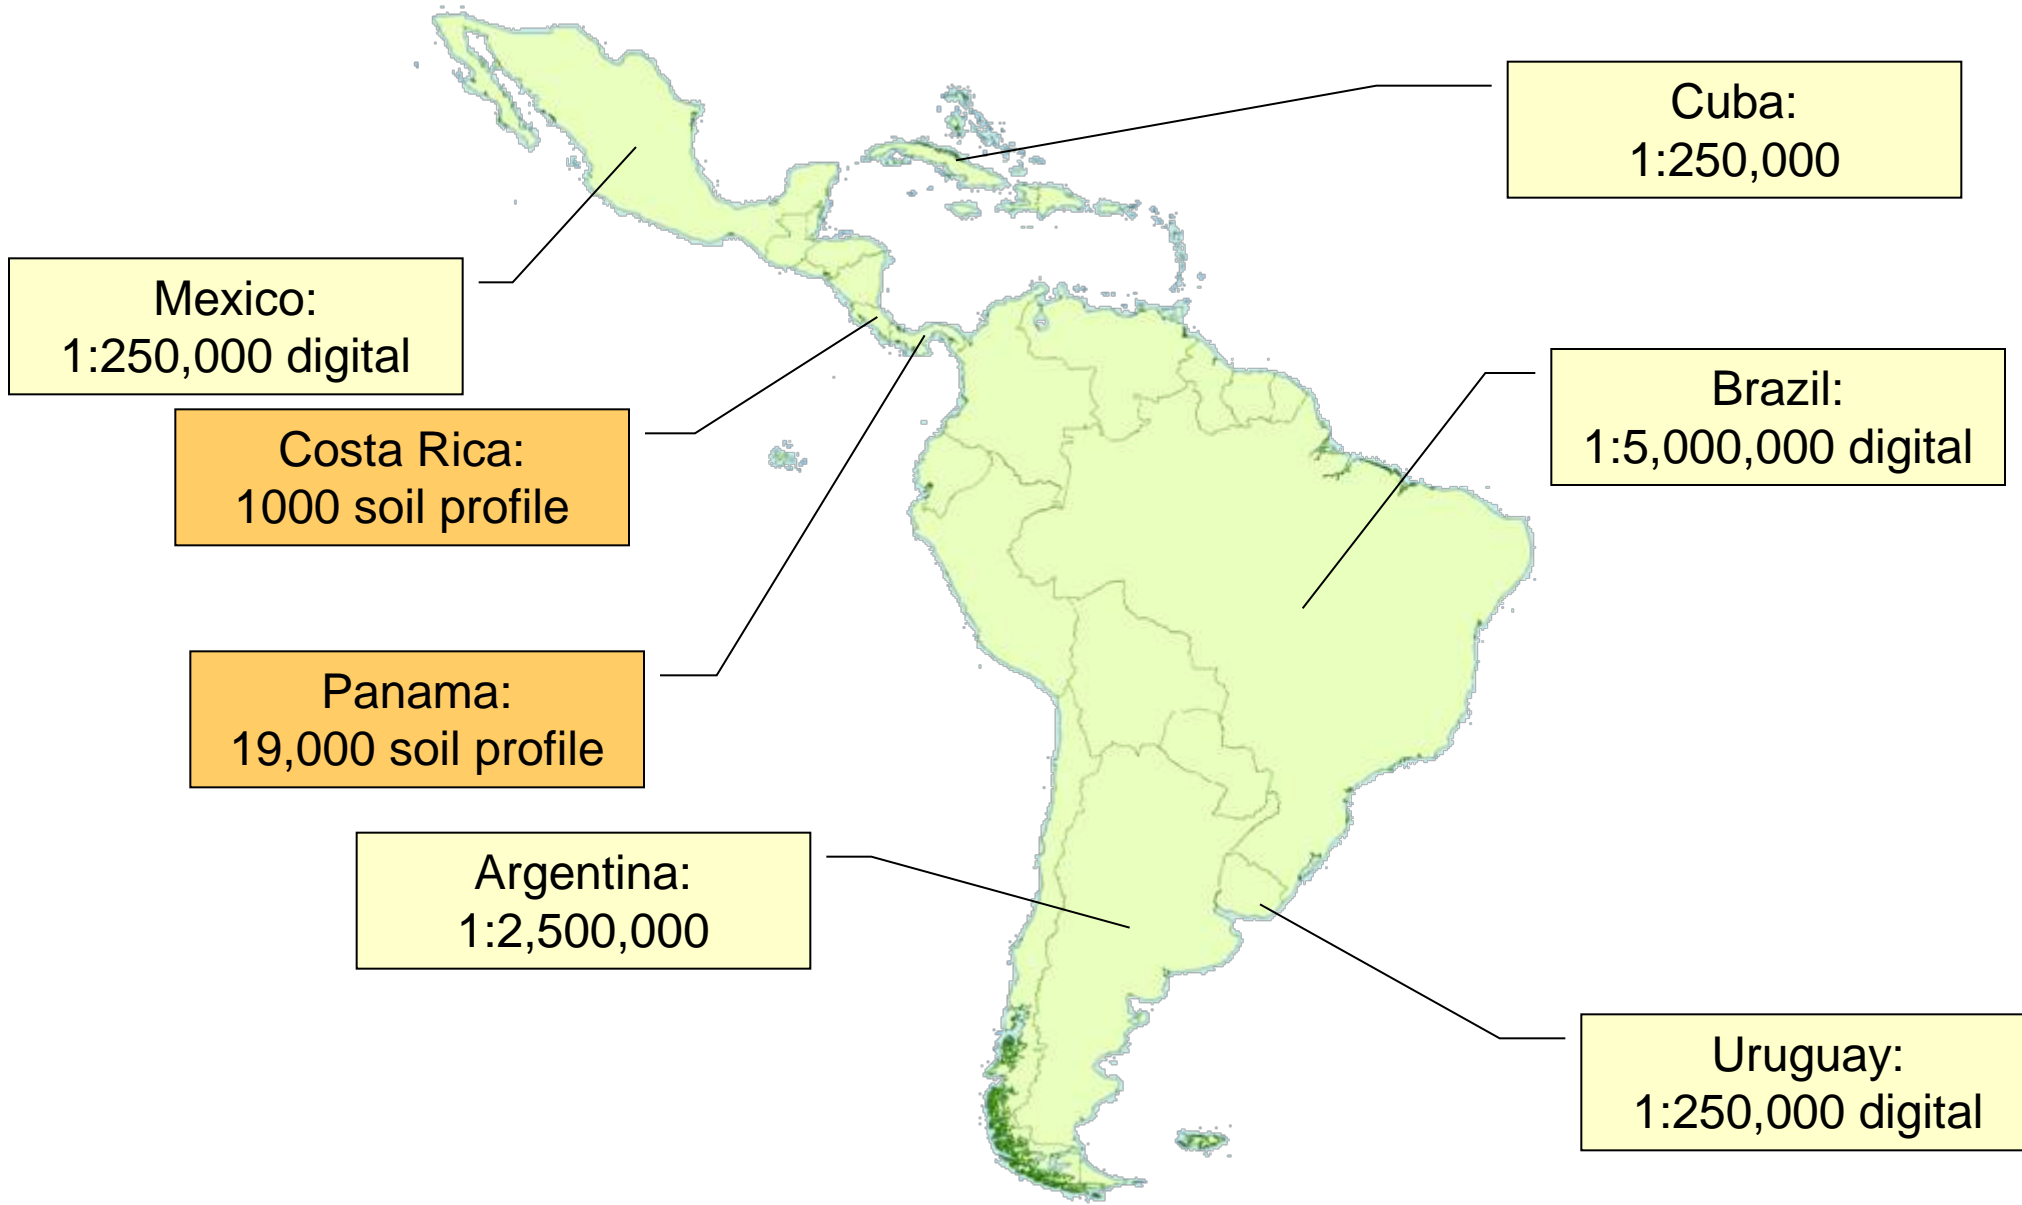 Cuba:
1:250,000
Mexico:
1:250,000 digital
Brazil:
1:5,000,000 digital
Costa Rica:
1000 soil profile
Panama:
19,000 soil profile
Argentina:
1:2,500,000
Uruguay:
1:250,000 digital